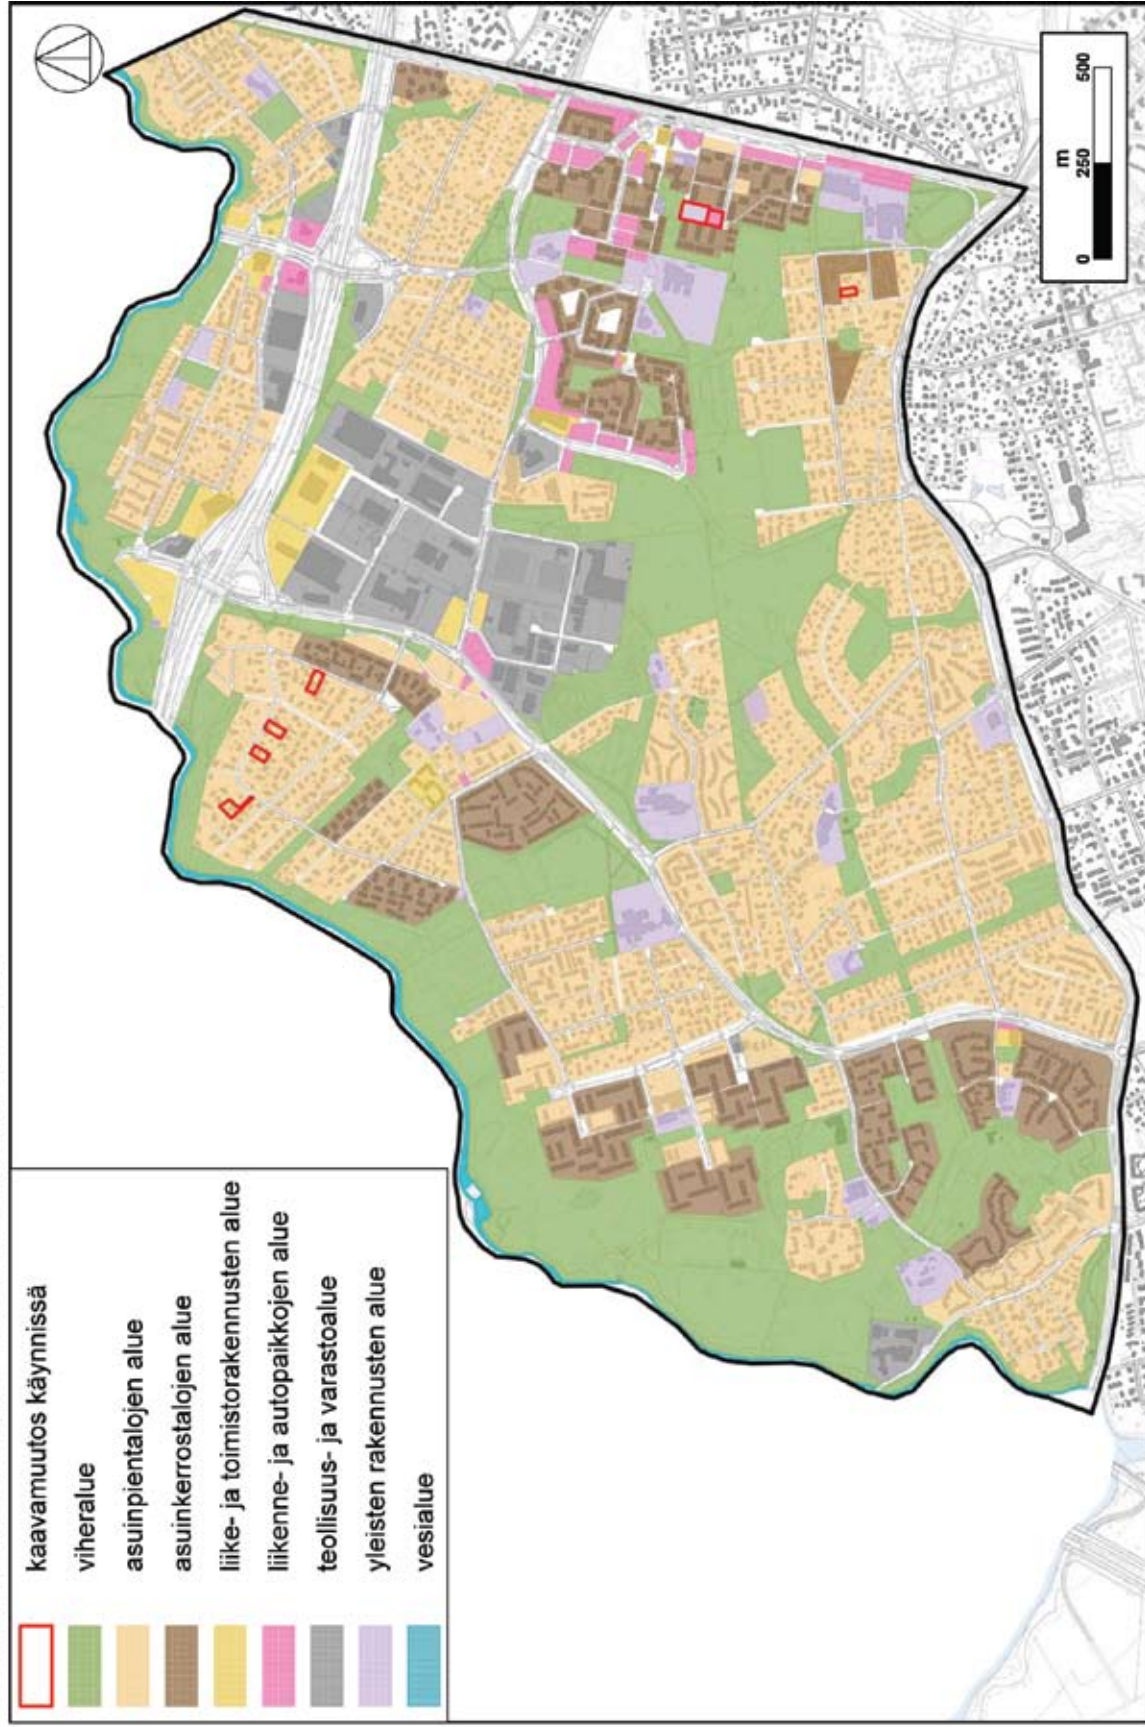 kaavamuutos käynnissä
viheralue
asuinpientalojen alue
asuinkerrostalojen alue
liike- ja toimistorakennusten alue
liikenne- ja autopaikkojen alue
teollisuus- ja varastoalue
yleisten rakennusten alue
vesialue
m
0 250 500